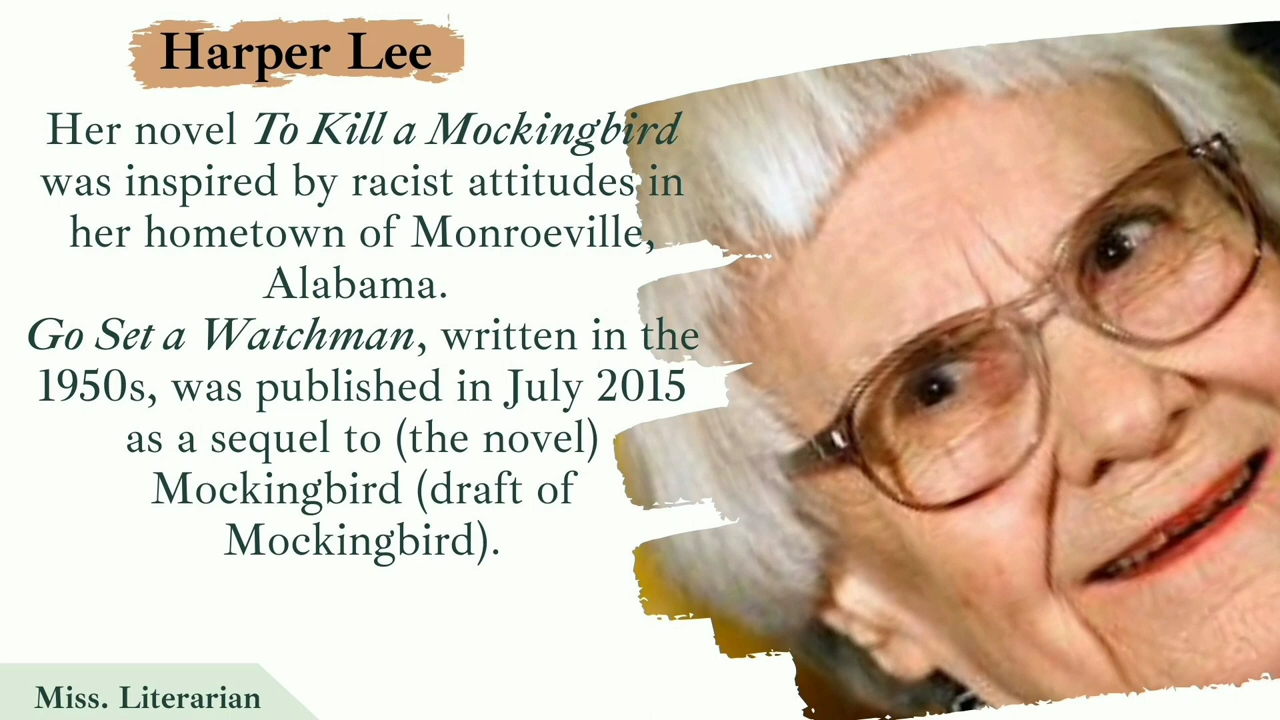 Harper Lee
Her novel To Kill a Mockingbird
was inspired by racist attitudes in
her hometown of Monroeville,
Alabama.
Go Set a Watchman, written in the
1950s, was published in July 2015
as a sequel to (the novel)
Mockingbird (draft of
Mockingbird).
Miss. Literarian